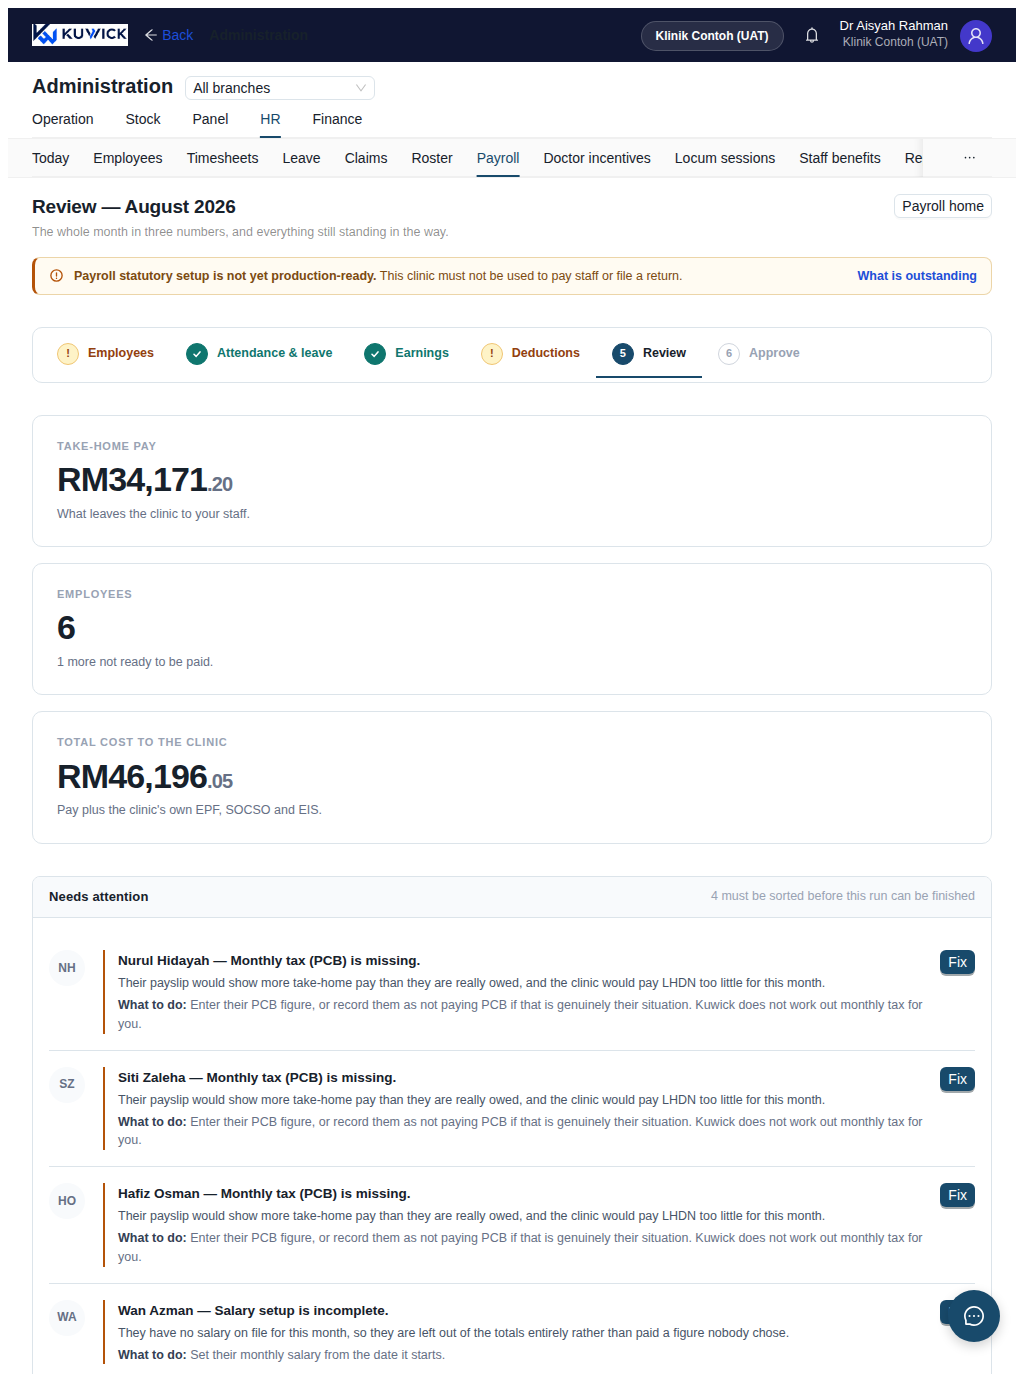 KUVICK
Back
Administration
Klinik Contoh (UAT)
Dr Aisyah Rahman
Klinik Contoh (UAT)
Administration
All branches
Operation Stock Panel HR Finance
Today Employees Timesheets Leave Claims Roster Payroll Doctor incentives Locum sessions Staff benefits Re ...
Review — August 2026
Payroll home
The whole month in three numbers, and everything still standing in the way.
Payroll statutory setup is not yet production-ready. This clinic must not be used to pay staff or file a return.
What is outstanding
! Employees Attendance & leave Earnings ! Deductions 5 Review 6 Approve
TAKE-HOME PAY
RM34,171.20
What leaves the clinic to your staff.
EMPLOYEES
6
1 more not ready to be paid.
TOTAL COST TO THE CLINIC
RM46,196.05
Pay plus the clinic's own EPF, SOCSO and EIS.
Needs attention
4 must be sorted before this run can be finished
NH
Nurul Hidayah — Monthly tax (PCB) is missing.
Fix
Their payslip would show more take-home pay than they are really owed, and the clinic would pay LHDN too little for this month.
What to do: Enter their PCB figure, or record them as not paying PCB if that is genuinely their situation. Kuwick does not work out monthly tax for
you.
SZ
Siti Zaleha — Monthly tax (PCB) is missing.
Fix
Their payslip would show more take-home pay than they are really owed, and the clinic would pay LHDN too little for this month.
What to do: Enter their PCB figure, or record them as not paying PCB if that is genuinely their situation. Kuwick does not work out monthly tax for
you.
HO
Hafiz Osman — Monthly tax (PCB) is missing.
Fix
Their payslip would show more take-home pay than they are really owed, and the clinic would pay LHDN too little for this month.
What to do: Enter their PCB figure, or record them as not paying PCB if that is genuinely their situation. Kuwick does not work out monthly tax for
you.
WA
Wan Azman — Salary setup is incomplete.
They have no salary on file for this month, so they are left out of the totals entirely rather than paid a figure nobody chose.
What to do: Set their monthly salary from the date it starts.